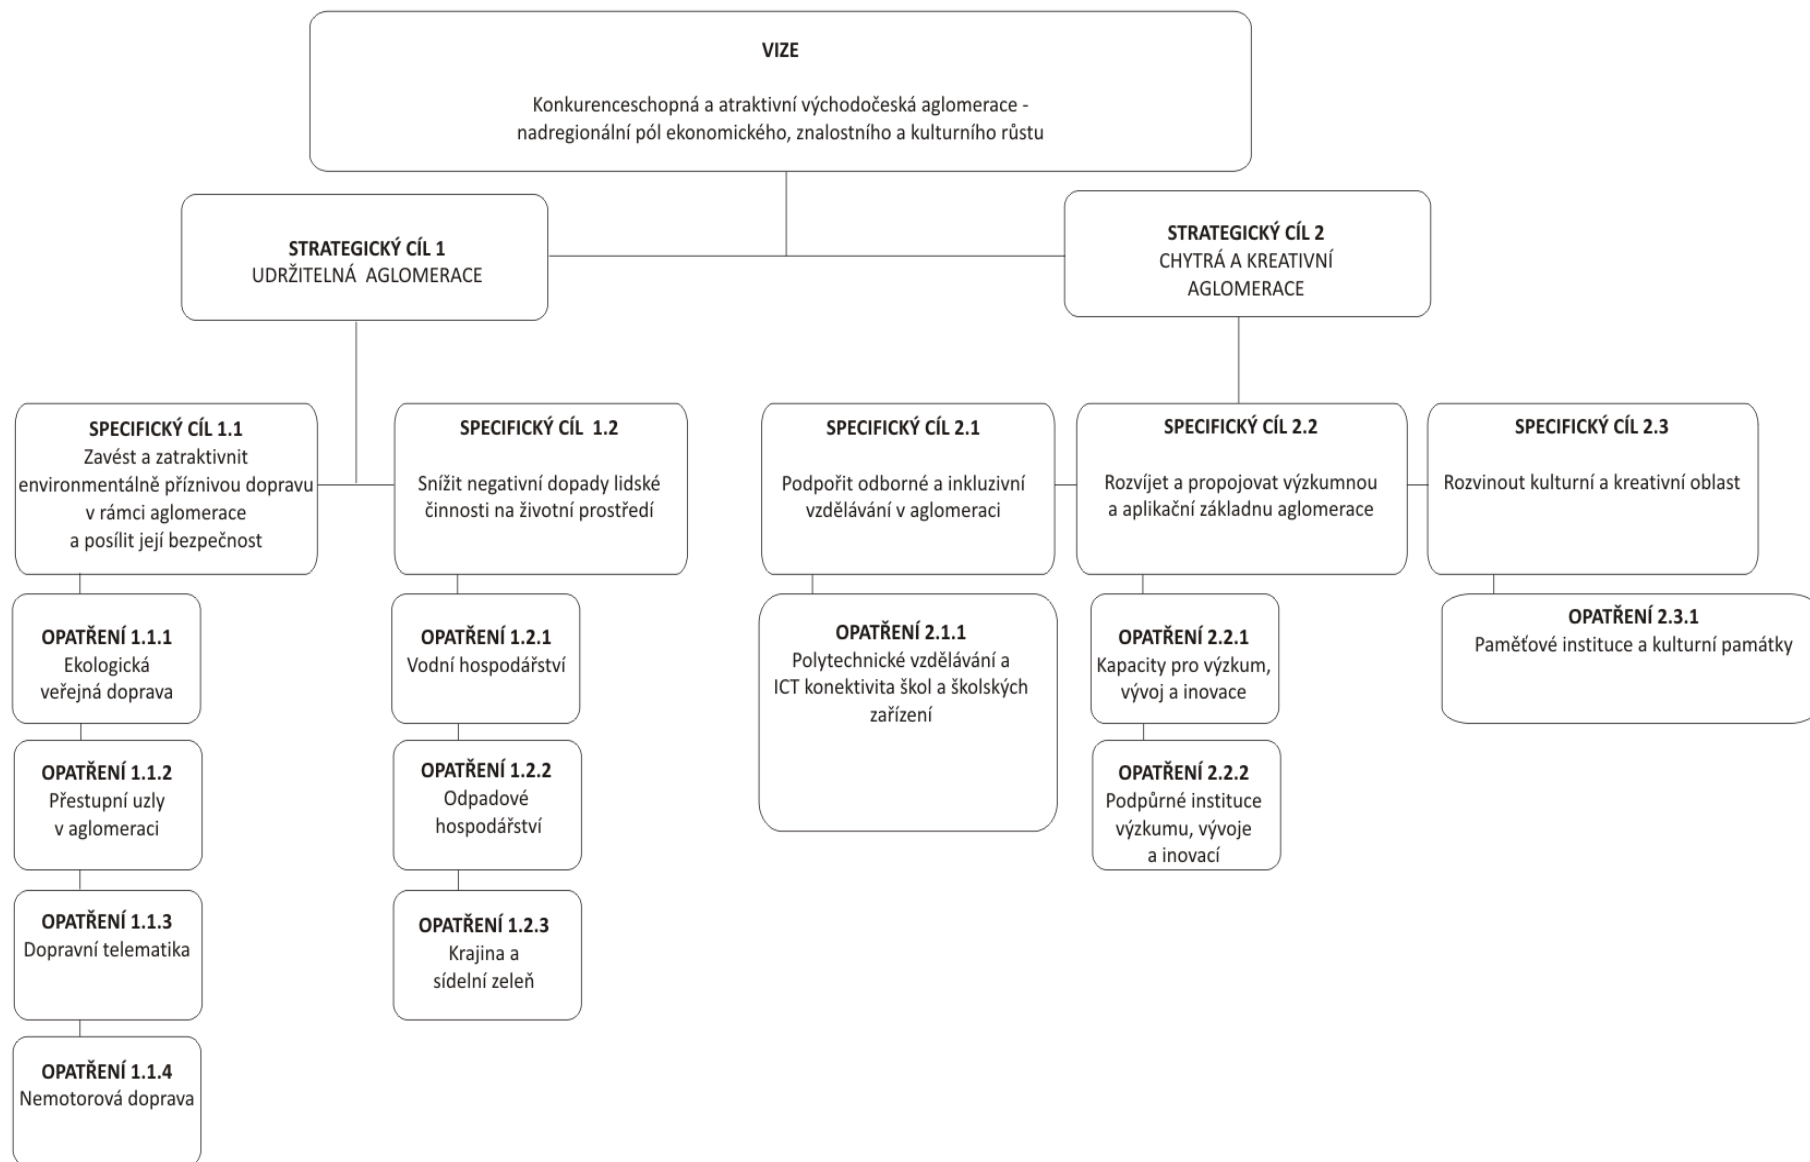 VIZE
Konkurenceschopná a atraktivní východočeská aglomerace -
nadregionální pól ekonomického, znalostního a kulturního růstu
STRATEGICKÝ CÍL 1
UDRŽITELNÁ AGLOMERACE
STRATEGICKÝ CÍL 2
CHYTRÁ A KREATIVNÍ
AGLOMERACE
SPECIFICKÝ CÍL 1.1
Zavést a zatraktivnit
environmentálně příznivou dopravu
v rámci aglomerace
a posílit její bezpečnost
SPECIFICKÝ CÍL 1.2
Snížit negativní dopady lidské
činnosti na životní prostředí
SPECIFICKÝ CÍL 2.1
Podpořit odborné a inkluzivní
vzdělávání v aglomeraci
SPECIFICKÝ CÍL 2.2
Rozvíjet a propojovat výzkumnou
a aplikační základnu aglomerace
SPECIFICKÝ CÍL 2.3
Rozvinout kulturní a kreativní oblast
OPATŘENÍ 1.1.1
Ekologická
veřejná doprava
OPATŘENÍ 1.1.2
Přestupní uzly
v aglomeraci
OPATŘENÍ 1.1.3
Dopravní telematika
OPATŘENÍ 1.1.4
Nemotorová doprava
OPATŘENÍ 1.2.1
Vodní hospodářství
OPATŘENÍ 1.2.2
Odpadové
hospodářství
OPATŘENÍ 1.2.3
Krajina a
sídelní zeleň
OPATŘENÍ 2.1.1
Polytechnické vzdělávání a
ICT konektivita škol a školských
zařízení
OPATŘENÍ 2.2.1
Kapacity pro výzkum,
vývoj a inovace
OPATŘENÍ 2.2.2
Podpůrné instituce
výzkumu, vývoje
a inovací
OPATŘENÍ 2.3.1
Paměťové instituce a kulturní památky